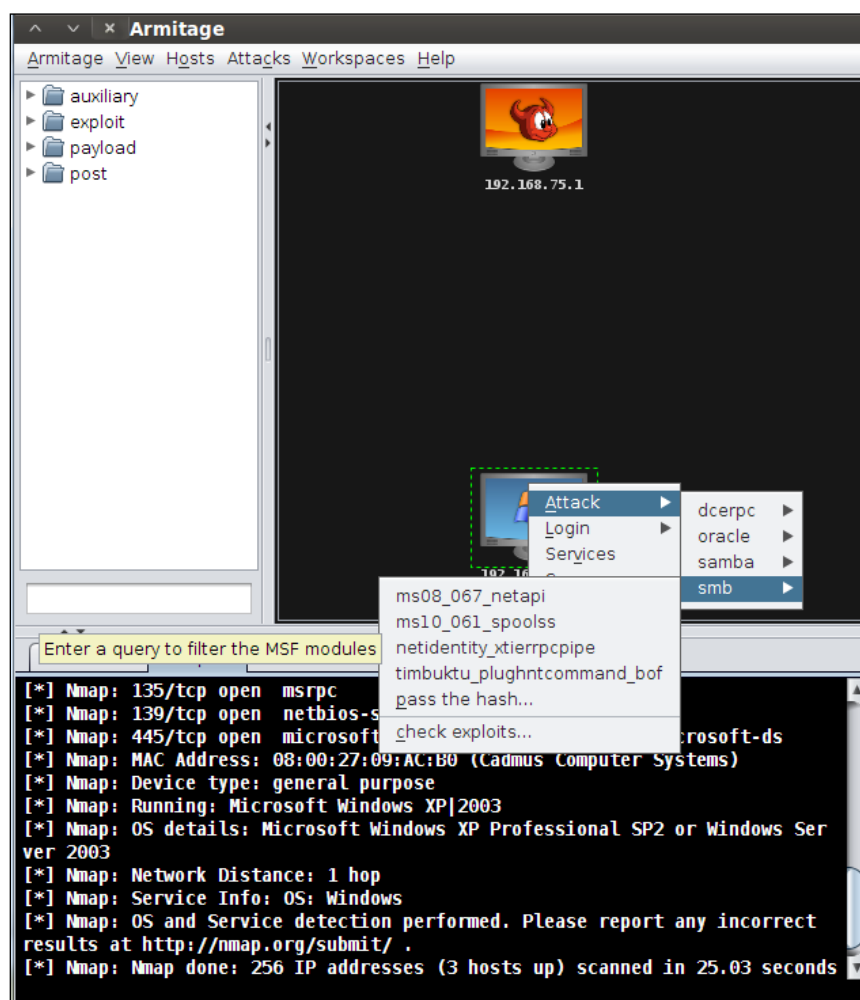 Armitage
Armitage View Hosts Attacks Workspaces Help
auxiliary
exploit
payload
post
192.168.75.1
Attack
Login
Services
dcerpc
oracle
samba
smb
ms08_067_netapi
ms10_061_spoolss
netidentity_xtierrpcpipe
timbuktu_plughntcommand_bof
pass the hash...
check exploits...
Enter a query to filter the MSF modules
[*] Nmap: 135/tcp open  msrpc
[*] Nmap: 139/tcp open  netbios-s
[*] Nmap: 445/tcp open  microsoft crosoft-ds
[*] Nmap: MAC Address: 08:00:27:09:AC:B0 (Cadmus Computer Systems)
[*] Nmap: Device type: general purpose
[*] Nmap: Running: Microsoft Windows XP|2003
[*] Nmap: OS details: Microsoft Windows XP Professional SP2 or Windows Ser
ver 2003
[*] Nmap: Network Distance: 1 hop
[*] Nmap: Service Info: OS: Windows
[*] Nmap: OS and Service detection performed. Please report any incorrect
results at http://nmap.org/submit/ .
[*] Nmap: Nmap done: 256 IP addresses (3 hosts up) scanned in 25.03 seconds